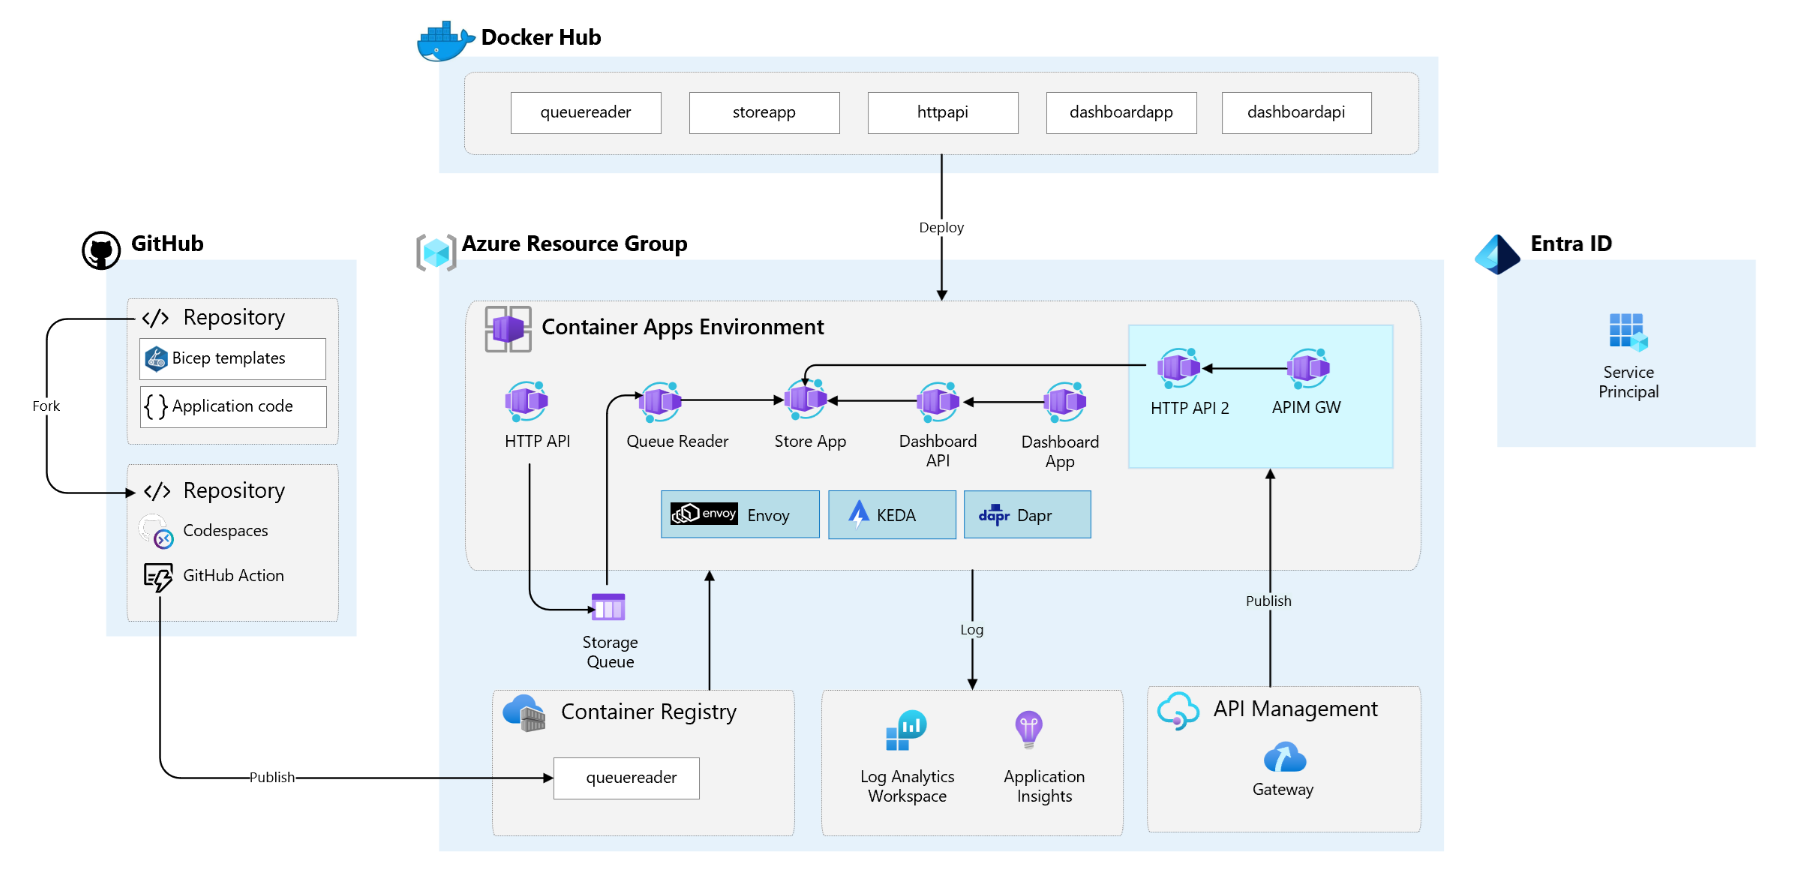 Docker Hub
queuereader
storeapp
httpapi
dashboardapp
dashboardapi
Deploy
GitHub
Repository
Bicep templates
{ } Application code
Fork
</> Repository
Codespaces
GitHub Action
Publish
Azure Resource Group
Container Apps Environment
HTTP API
Queue Reader
Store App
Dashboard
API
Dashboard
App
HTTP API 2
APIM GW
envoy Envoy
KEDA
dapr Dapr
Storage
Queue
Log
Publish
Container Registry
queuereader
Log Analytics
Workspace
Application
Insights
API Management
Gateway
Entra ID
Service
Principal